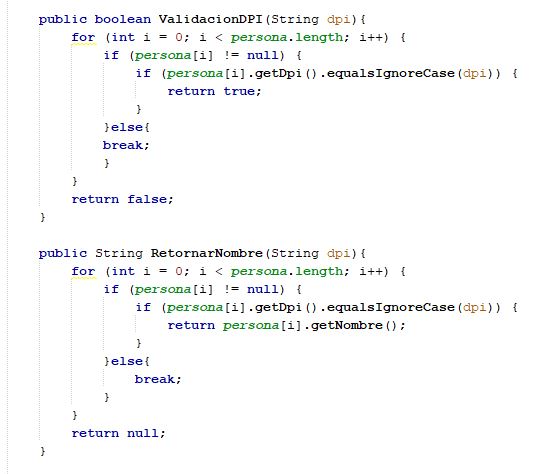 public boolean ValidacionDPI(String dpi){
    for (int i = 0; i < persona.length; i++) {
        if (persona[i] != null) {
            if (persona[i].getDpi().equalsIgnoreCase(dpi)) {
                return true;
            }
        }else{
        break;
        }
    }
    return false;
}

public String RetornarNombre(String dpi){
    for (int i = 0; i < persona.length; i++) {
        if (persona[i] != null) {
            if (persona[i].getDpi().equalsIgnoreCase(dpi)) {
                return persona[i].getNombre();
            }
        }else{
            break;
        }
    }
    return null;
}